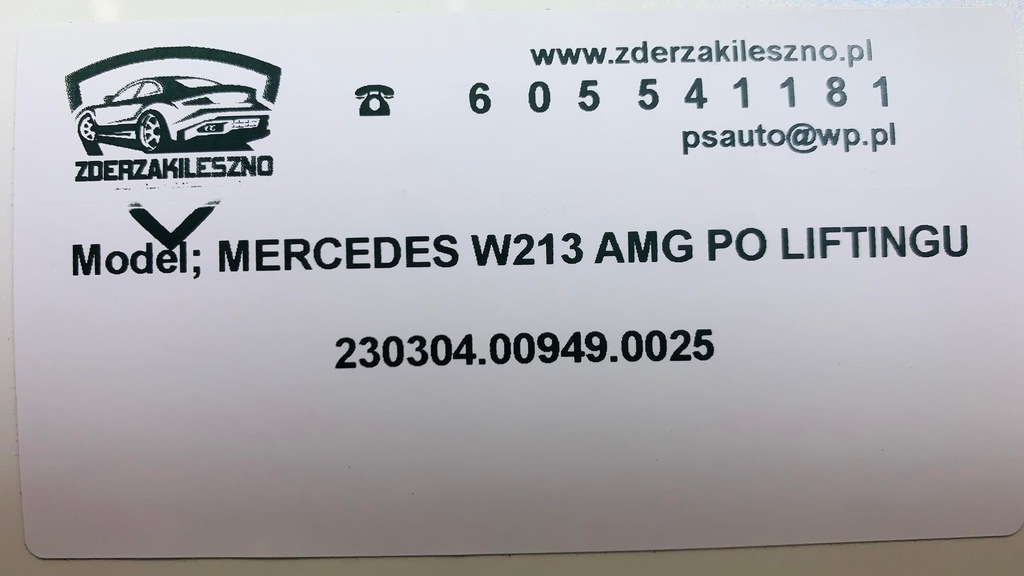 www.zderzakileszno.pl
☎ 6 0 5 5 4 1 1 8 1
psauto@wp.pl
ZDERZAKILESZNO
Model; MERCEDES W213 AMG PO LIFTINGU
230304.00949.0025